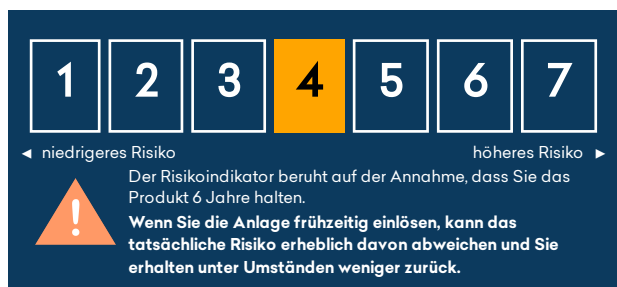 1 2 3 4 5 6 7
◄ niedrigeres Risiko höheres Risiko ►
Der Risikoindikator beruht auf der Annahme, dass Sie das
Produkt 6 Jahre halten.
Wenn Sie die Anlage frühzeitig einlösen, kann das
tatsächliche Risiko erheblich davon abweichen und Sie
erhalten unter Umständen weniger zurück.
!